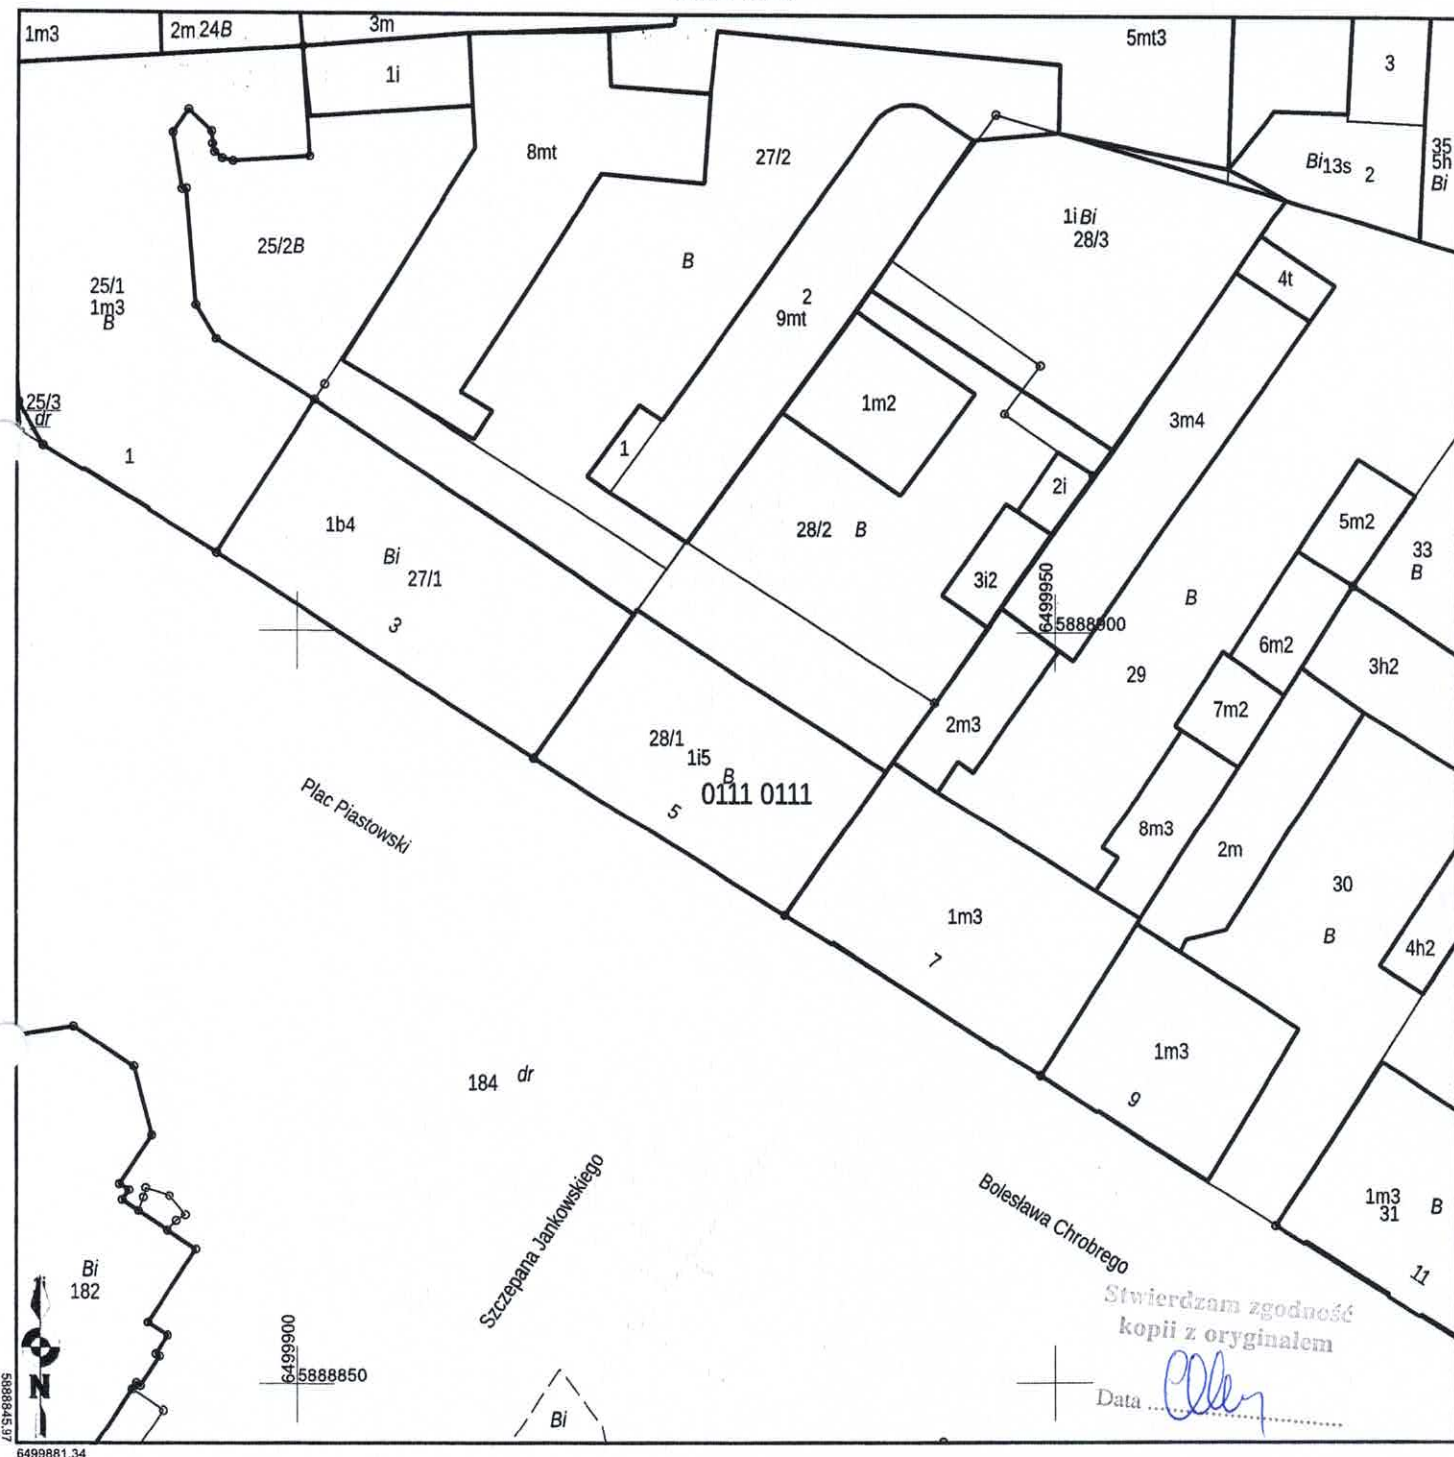 1m3
2m 24B
3m
5mt3
3
1i
8mt
27/2
Bi13s 2
35
5h
Bi
1iBi
28/3
25/2B
B
4t
25/1
1m3
B
2
9mt
25/3
dr
1m2
3m4
1
1
2i
1b4
28/2 B
5m2
Bi
27/1
33
B
3i2
6499950
5888900
B
3
6m2
3h2
29
7m2
2m3
28/1
1i5
B
0111 0111
5
Plac Piastowski
8m3
2m
30
B
1m3
7
4h2
1m3
184 dr
9
Szczepana Jankowskiego
Bolesława Chrobrego
1m3
31
B
11
Bi
182
N
6499900
5888850
Bi
Stwierdzam zgodność
kopii z oryginałem
Data
5888845.97
6499881.34